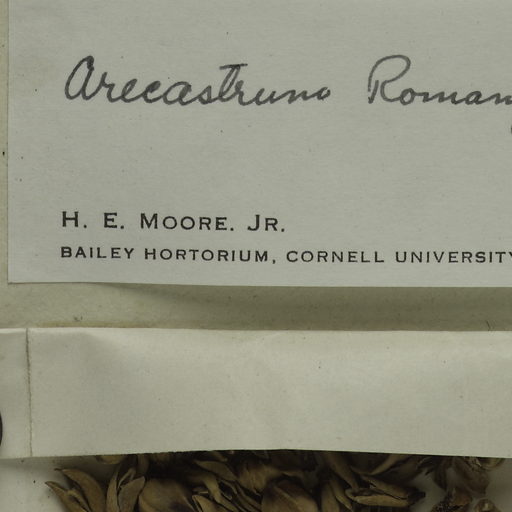 Arecastrum Roman
H. E. MOORE. JR.
BAILEY HORTORIUM, CORNELL UNIVERSITY